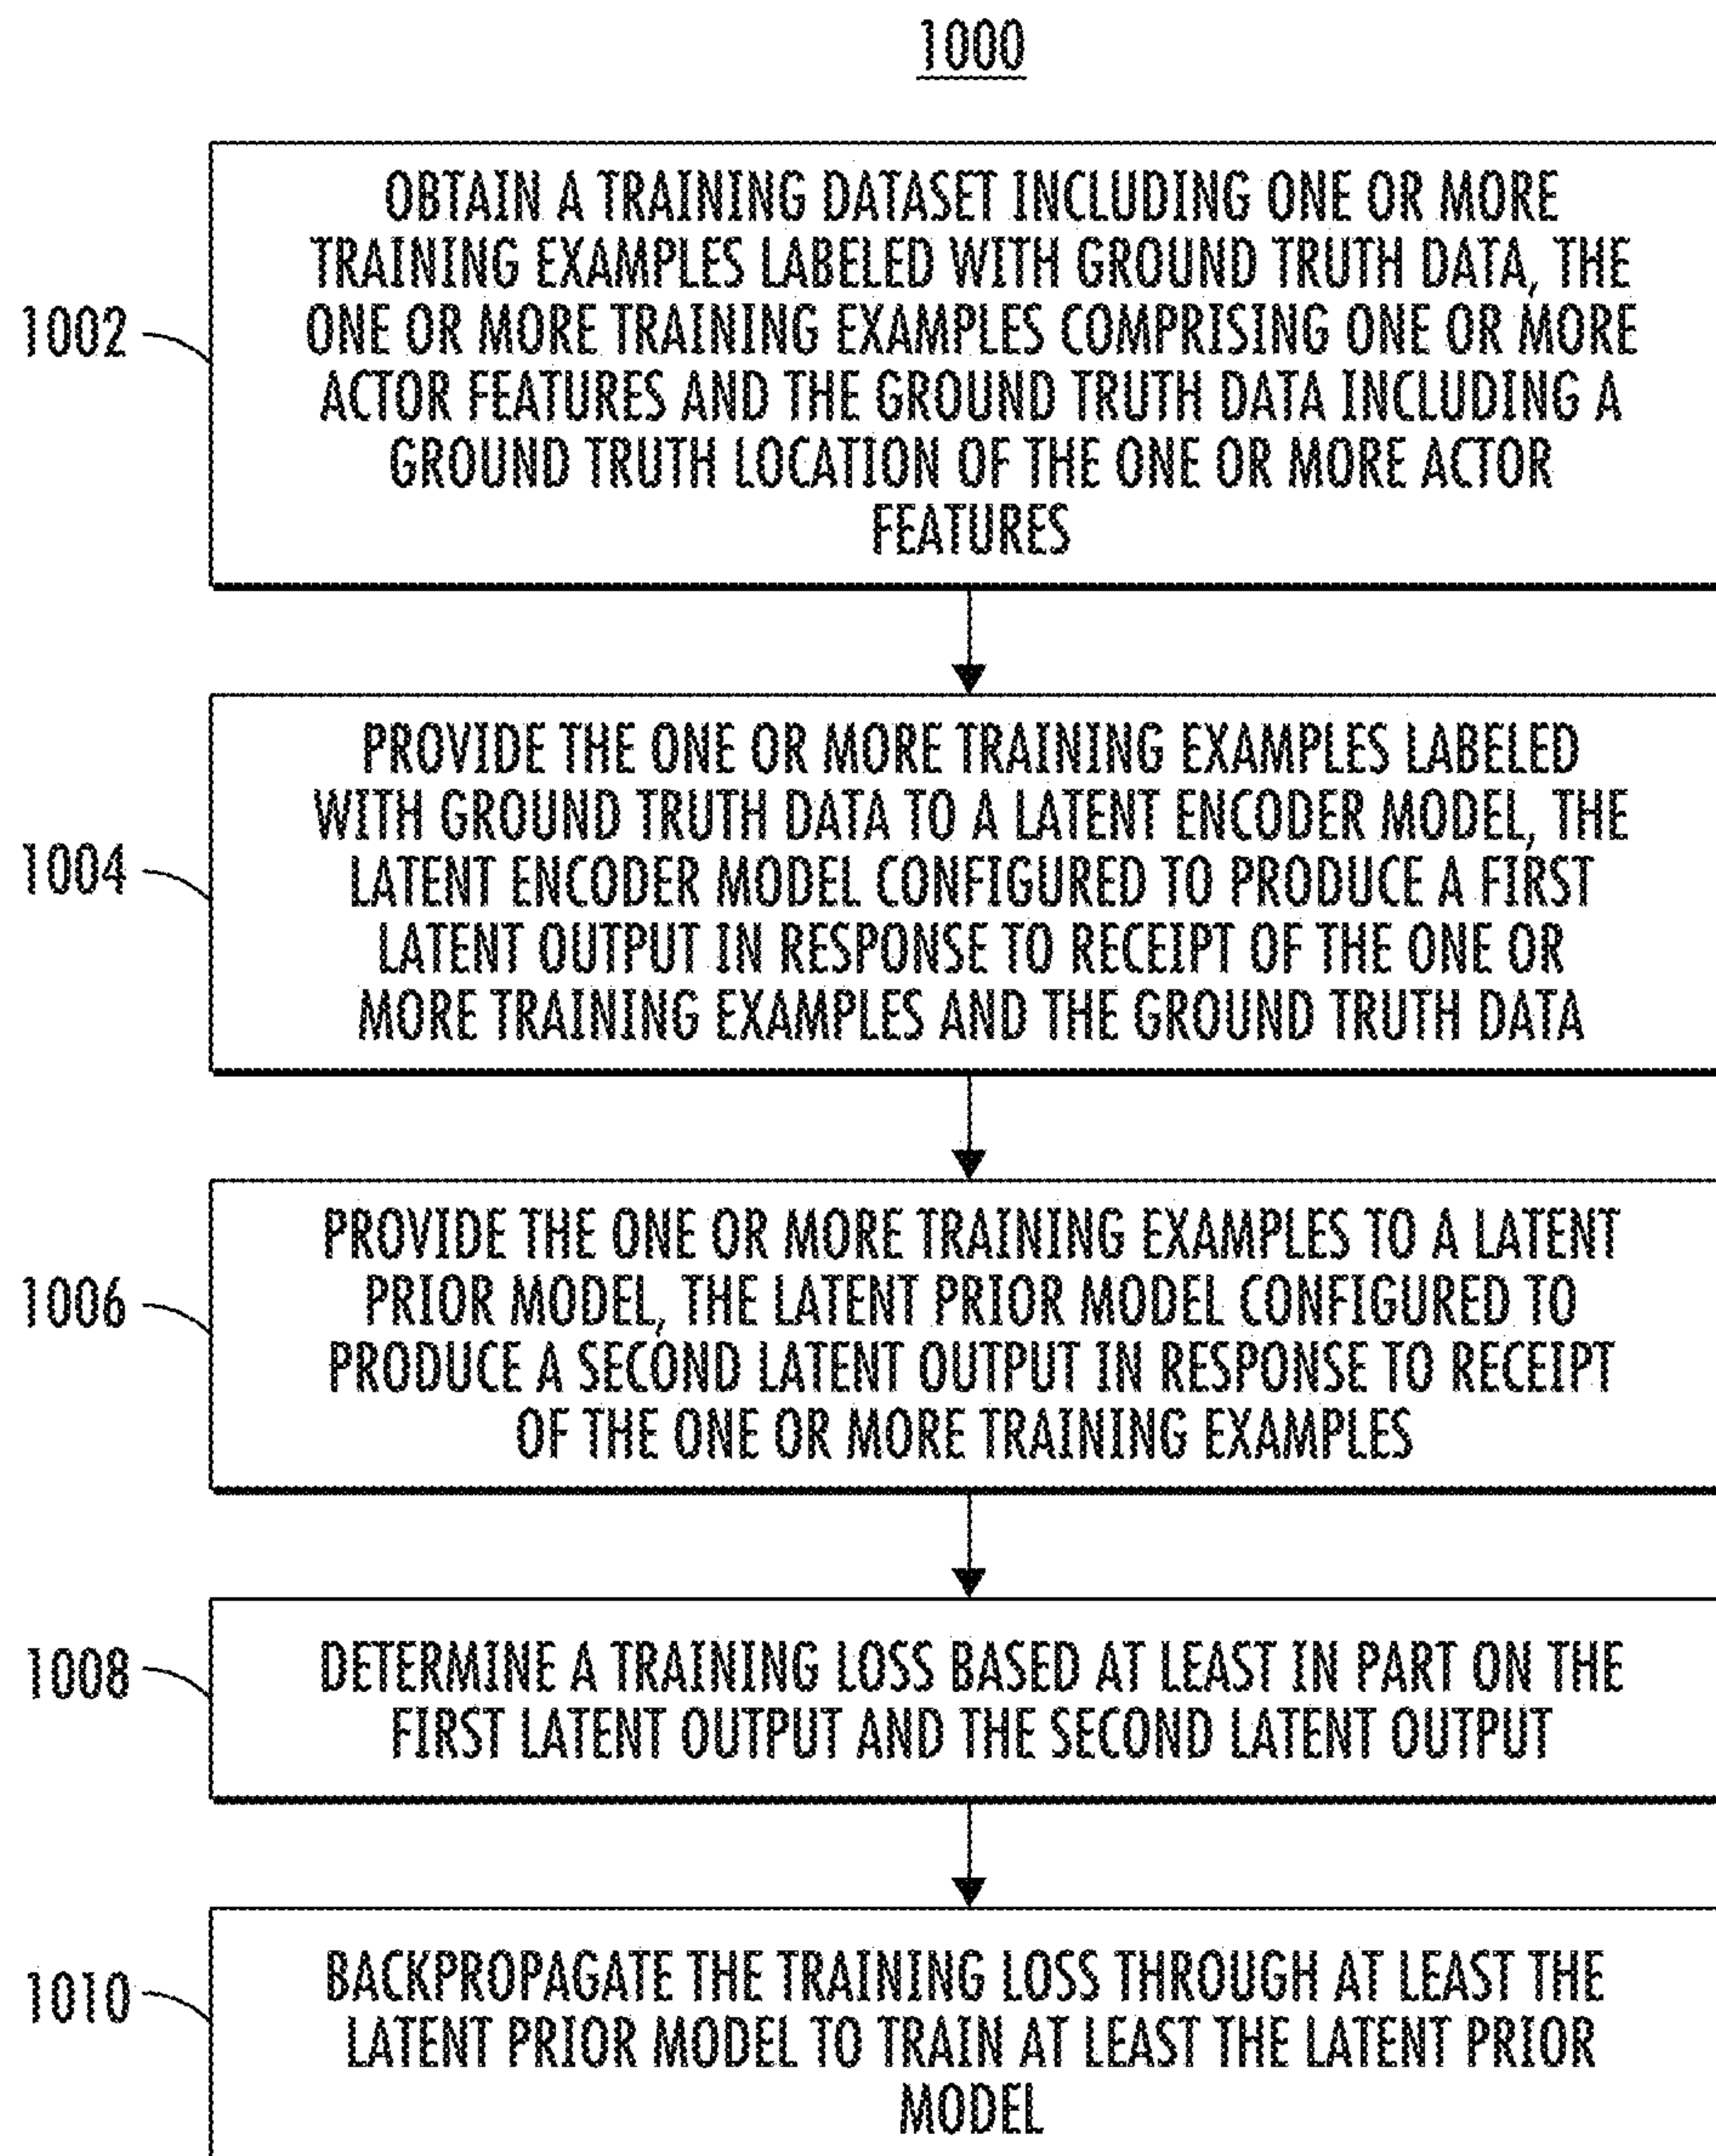 1000
OBTAIN A TRAINING DATASET INCLUDING ONE OR MORE
TRAINING EXAMPLES LABELED WITH GROUND TRUTH DATA, THE
ONE OR MORE TRAINING EXAMPLES COMPRISING ONE OR MORE
ACTOR FEATURES AND THE GROUND TRUTH DATA INCLUDING A
GROUND TRUTH LOCATION OF THE ONE OR MORE ACTOR
FEATURES
1002
PROVIDE THE ONE OR MORE TRAINING EXAMPLES LABELED
WITH GROUND TRUTH DATA TO A LATENT ENCODER MODEL, THE
LATENT ENCODER MODEL CONFIGURED TO PRODUCE A FIRST
LATENT OUTPUT IN RESPONSE TO RECEIPT OF THE ONE OR
MORE TRAINING EXAMPLES AND THE GROUND TRUTH DATA
1004
PROVIDE THE ONE OR MORE TRAINING EXAMPLES TO A LATENT
PRIOR MODEL, THE LATENT PRIOR MODEL CONFIGURED TO
PRODUCE A SECOND LATENT OUTPUT IN RESPONSE TO RECEIPT
OF THE ONE OR MORE TRAINING EXAMPLES
1006
DETERMINE A TRAINING LOSS BASED AT LEAST IN PART ON THE
FIRST LATENT OUTPUT AND THE SECOND LATENT OUTPUT
1008
BACKPROPAGATE THE TRAINING LOSS THROUGH AT LEAST THE
LATENT PRIOR MODEL TO TRAIN AT LEAST THE LATENT PRIOR
MODEL
1010